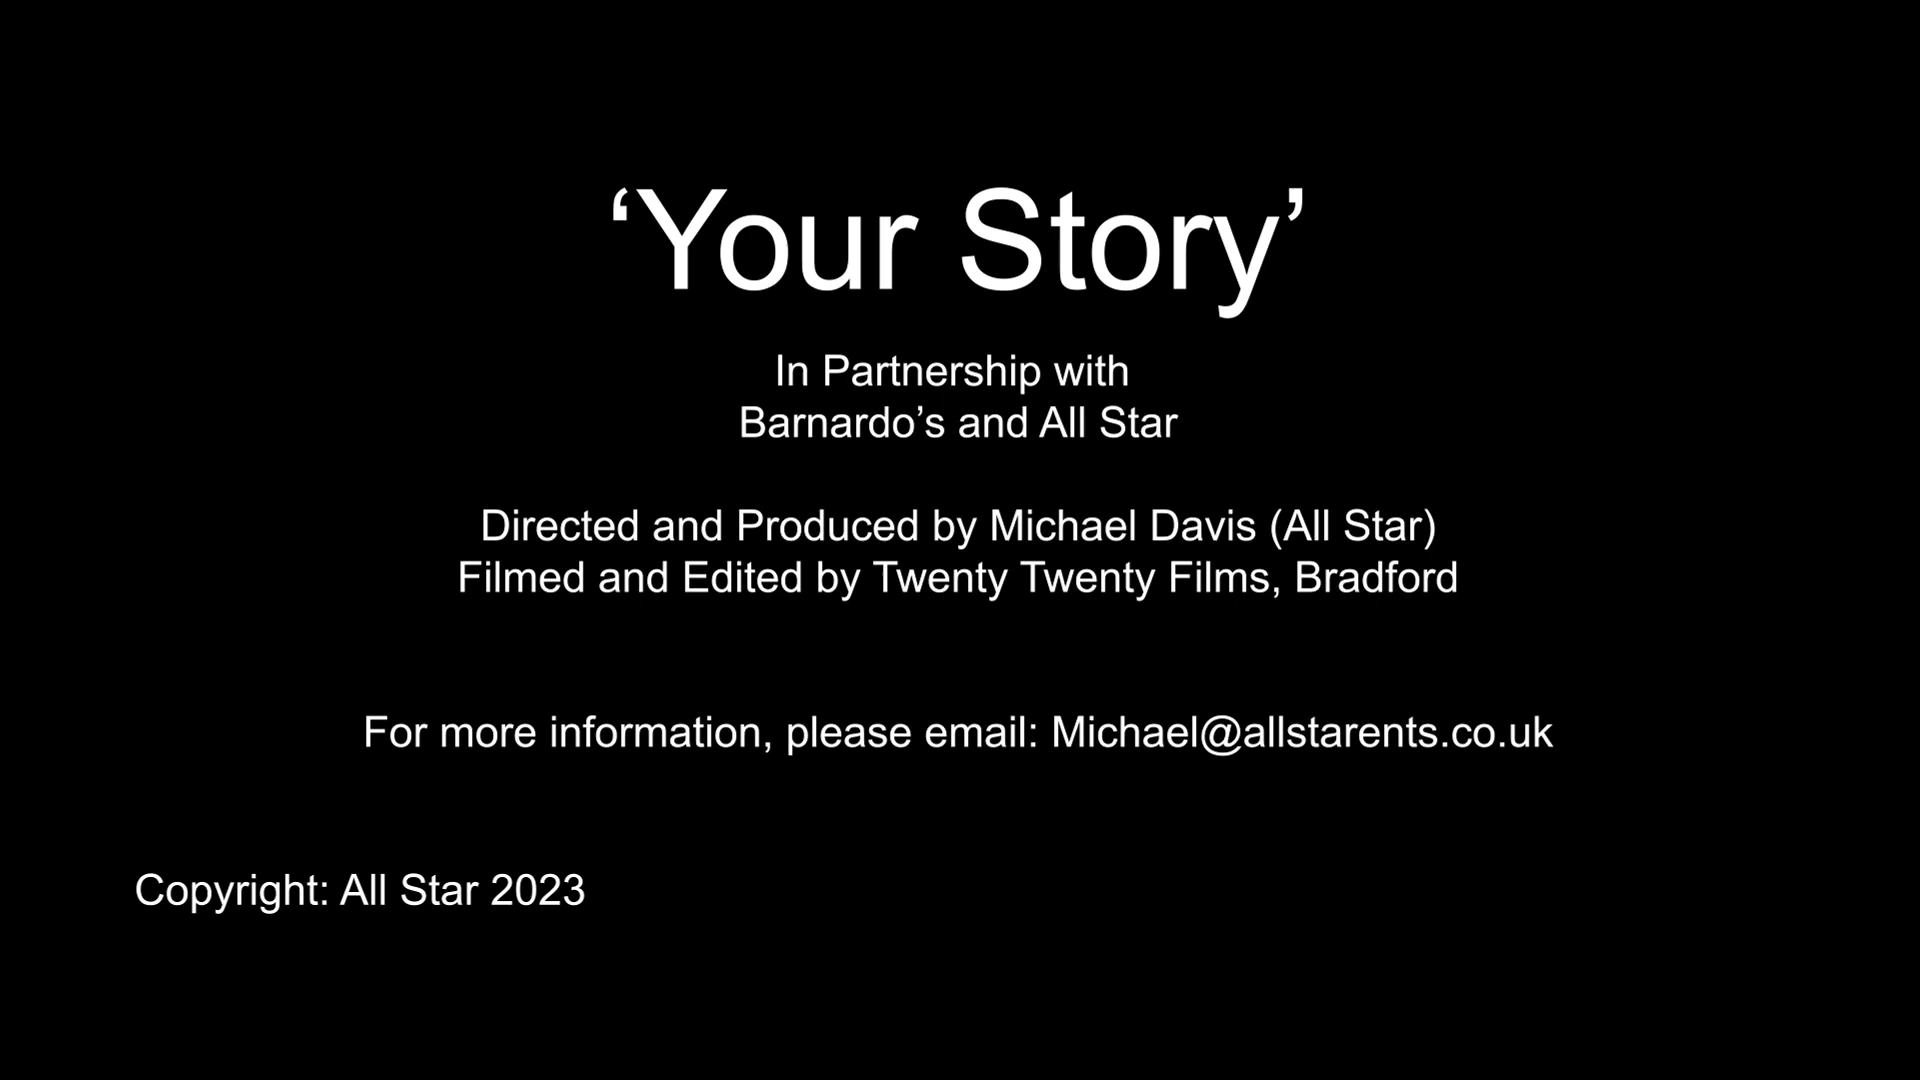 ‘Your Story’
In Partnership with
Barnardo’s and All Star
Directed and Produced by Michael Davis (All Star)
Filmed and Edited by Twenty Twenty Films, Bradford
For more information, please email: Michael@allstarents.co.uk
Copyright: All Star 2023